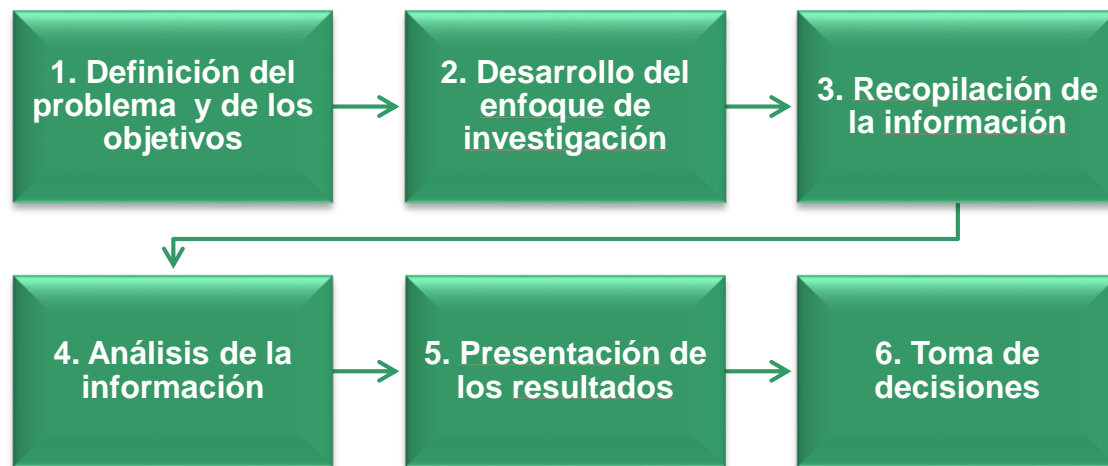 1. Definición del
problema y de los
objetivos
2. Desarrollo del
enfoque de
investigación
3. Recopilación de
la información
4. Análisis de la
información
5. Presentación de
los resultados
6. Toma de
decisiones